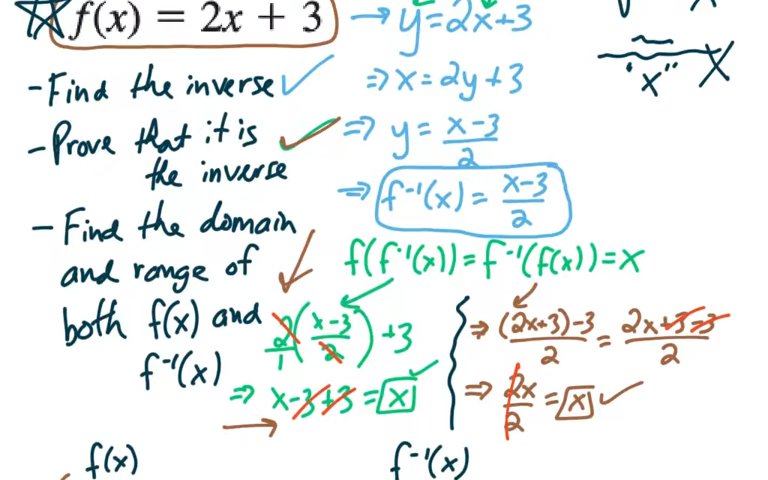 f(x) = 2x + 3 → y = 2x + 3
- Find the inverse ✓
⇒ x = 2y + 3
- Prove that it is the inverse ✓
⇒ y = (x-3)/2
⇒ f⁻¹(x) = (x-3)/2
- Find the domain
and range of
both f(x) and
f⁻¹(x)
f(f⁻¹(x)) = f⁻¹(f(x)) = x
2/1 ((x-3)/2) + 3
⇒ x - 3 + 3 = x ✓
⇒ ((2x+3)-3)/2 = (2x+3-3)/2
⇒ 2x/2 = x ✓
"x" X
f(x)
f⁻¹(x)